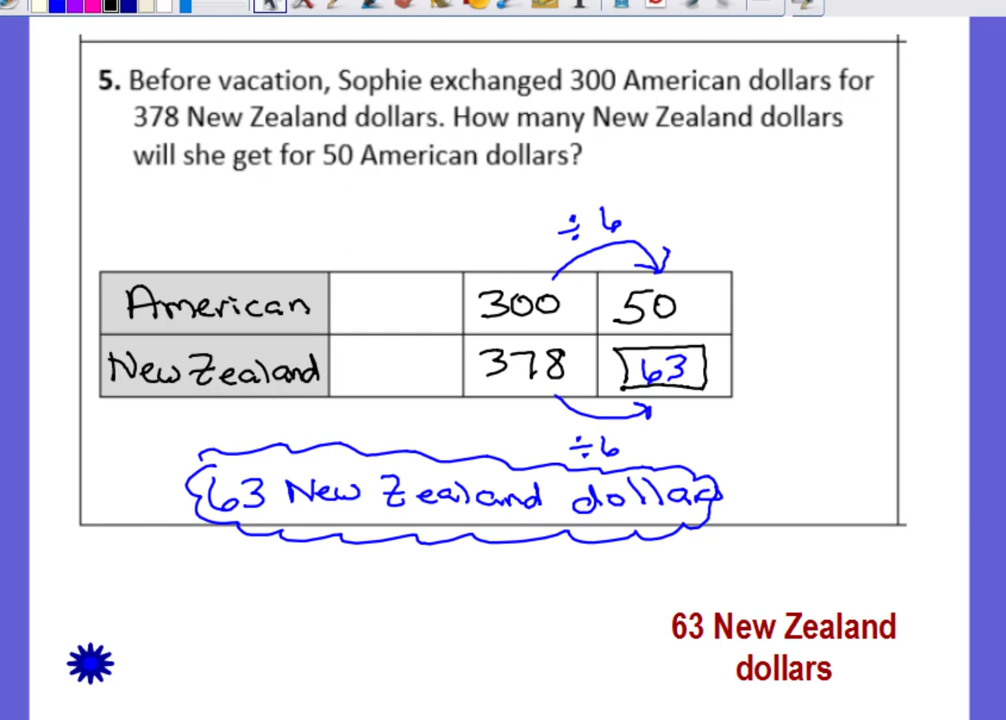 5. Before vacation, Sophie exchanged 300 American dollars for
378 New Zealand dollars. How many New Zealand dollars
will she get for 50 American dollars?
÷ 6
American 300 50
New Zealand 378 63
÷ 6
63 New Zealand dollars
63 New Zealand
dollars